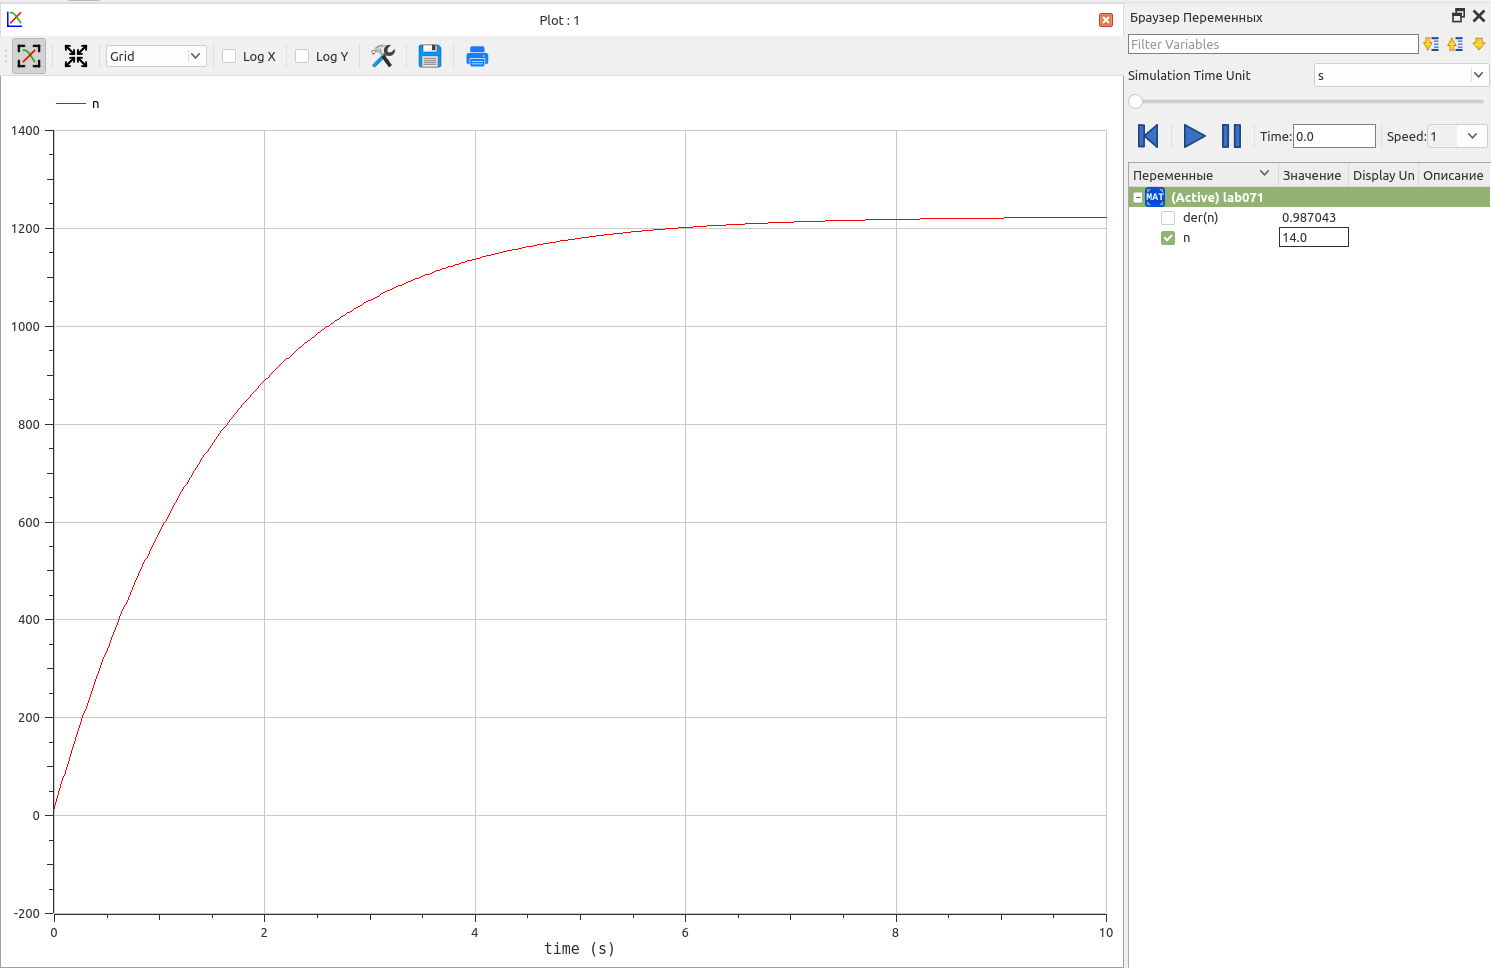 Plot : 1
Grid
Log X
Log Y
n
1400
1200
1000
800
600
400
200
0
-200
0 2 4 6 8 10
time (s)
Браузер Переменных
Filter Variables
Simulation Time Unit s
Time: 0.0 Speed: 1
Переменные Значение Display Un Описание
MAT (Active) lab071
der(n) 0.987043
n 14.0